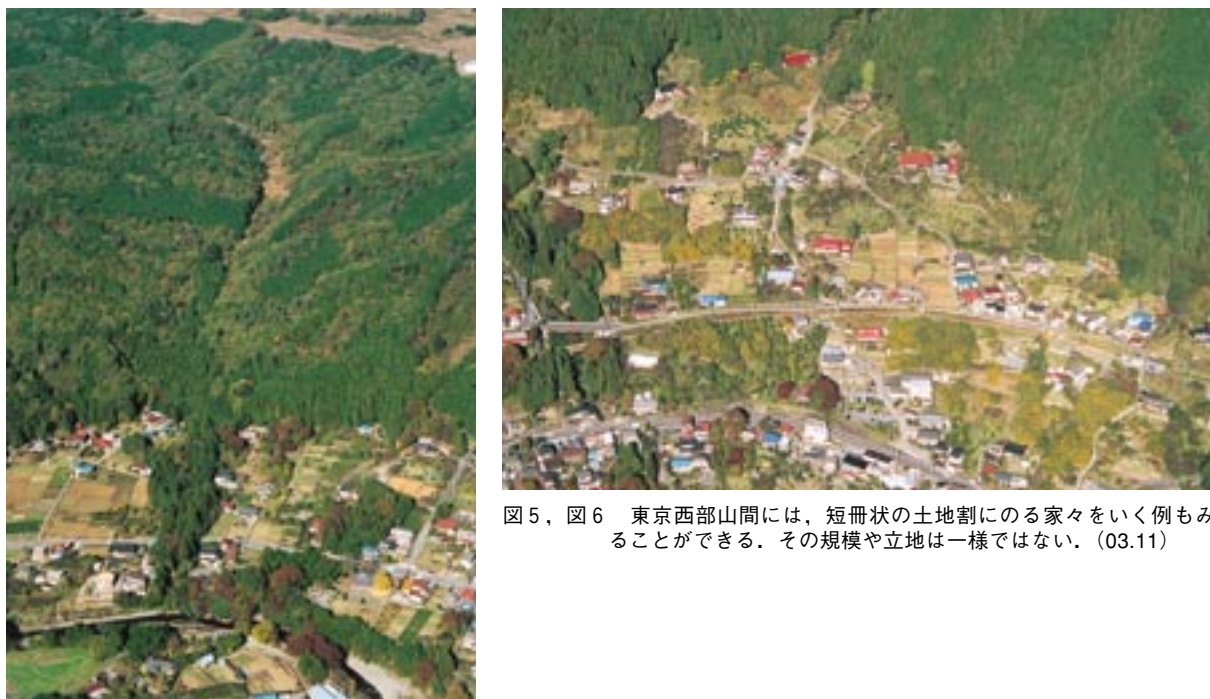 図5，図6　東京西部山間には，短冊状の土地割にのる家々をいく例もみ
ることができる．その規模や立地は一様ではない．（03.11）